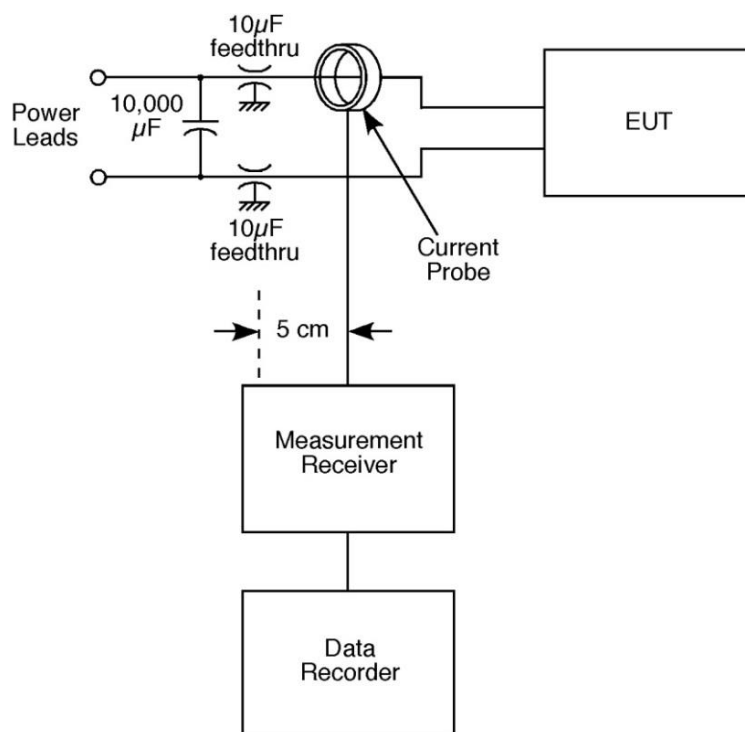 10µF
feedthru
Power
Leads
10,000
µF
EUT
10µF
feedthru
Current
Probe
5 cm
Measurement
Receiver
Data
Recorder